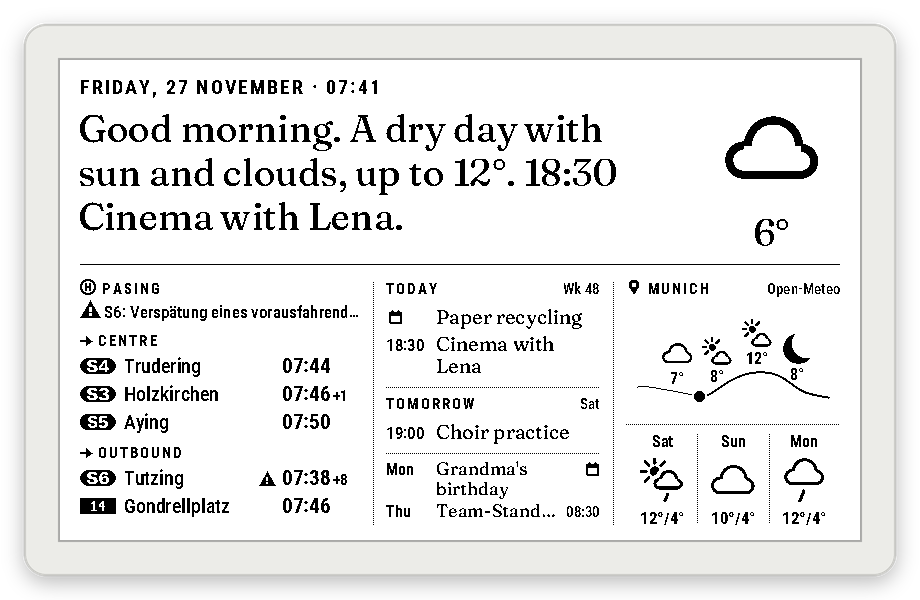 FRIDAY, 27 NOVEMBER · 07:41
Good morning. A dry day with
sun and clouds, up to 12°. 18:30
Cinema with Lena.
6°
H PASING
S6: Verspätung eines vorausfahrend…
CENTRE
S4 Trudering 07:44
S3 Holzkirchen 07:46 +1
S5 Aying 07:50
OUTBOUND
S6 Tutzing 07:38 +8
14 Gondrellplatz 07:46
TODAY Wk 48
Paper recycling
18:30 Cinema with
Lena
TOMORROW Sat
19:00 Choir practice
Mon Grandma's
birthday
Thu Team-Stand… 08:30
MUNICH Open-Meteo
7° 8° 12° 8°
Sat Sun Mon
12°/4° 10°/4° 12°/4°